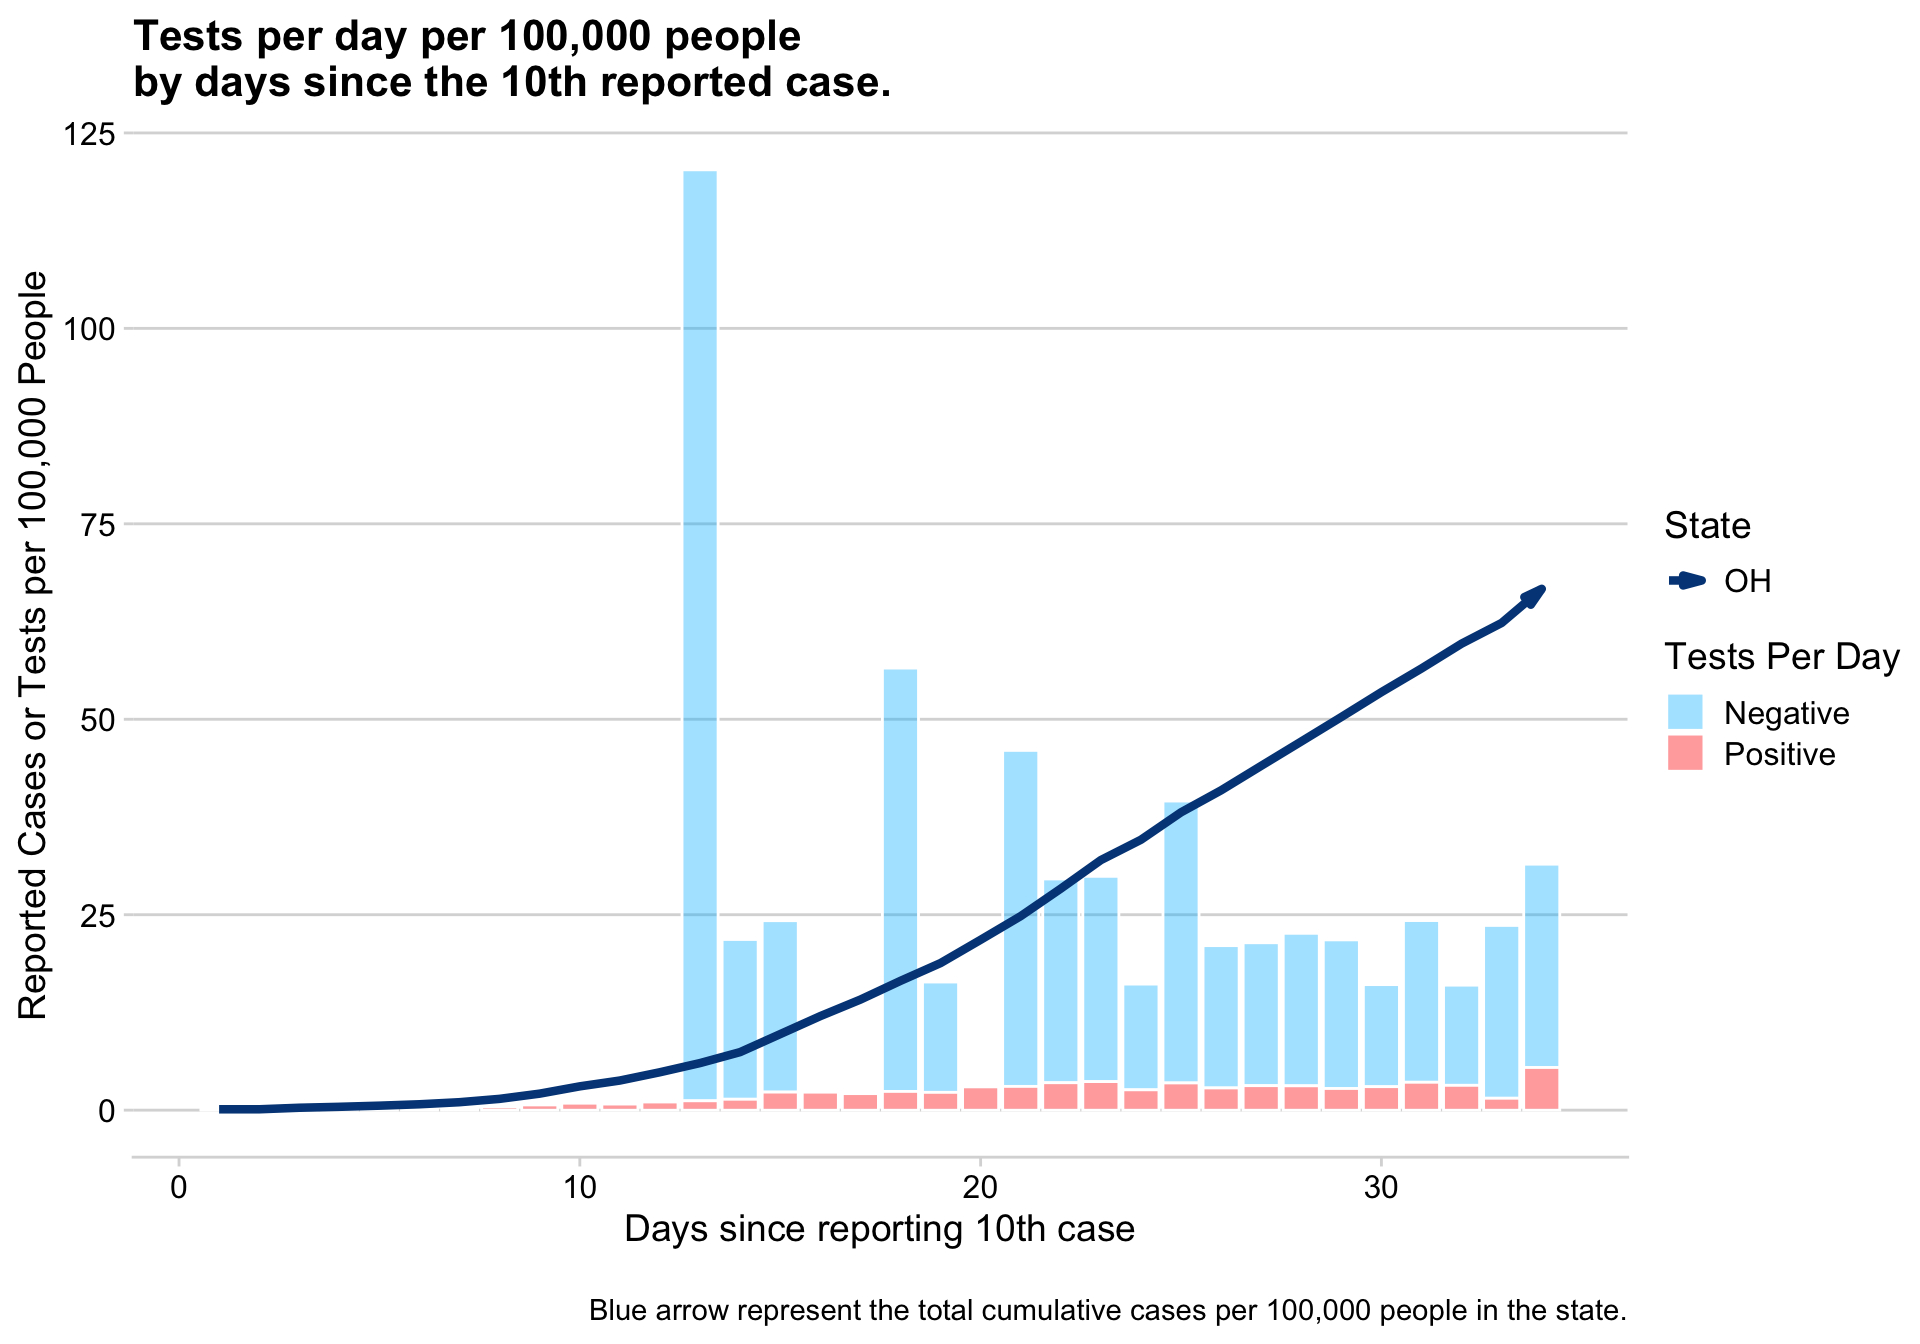 Tests per day per 100,000 people
by days since the 10th reported case.
Reported Cases or Tests per 100,000 People
125
100
75
50
25
0
0
10
20
30
Days since reporting 10th case
State
OH
Tests Per Day
Negative
Positive
Blue arrow represent the total cumulative cases per 100,000 people in the state.